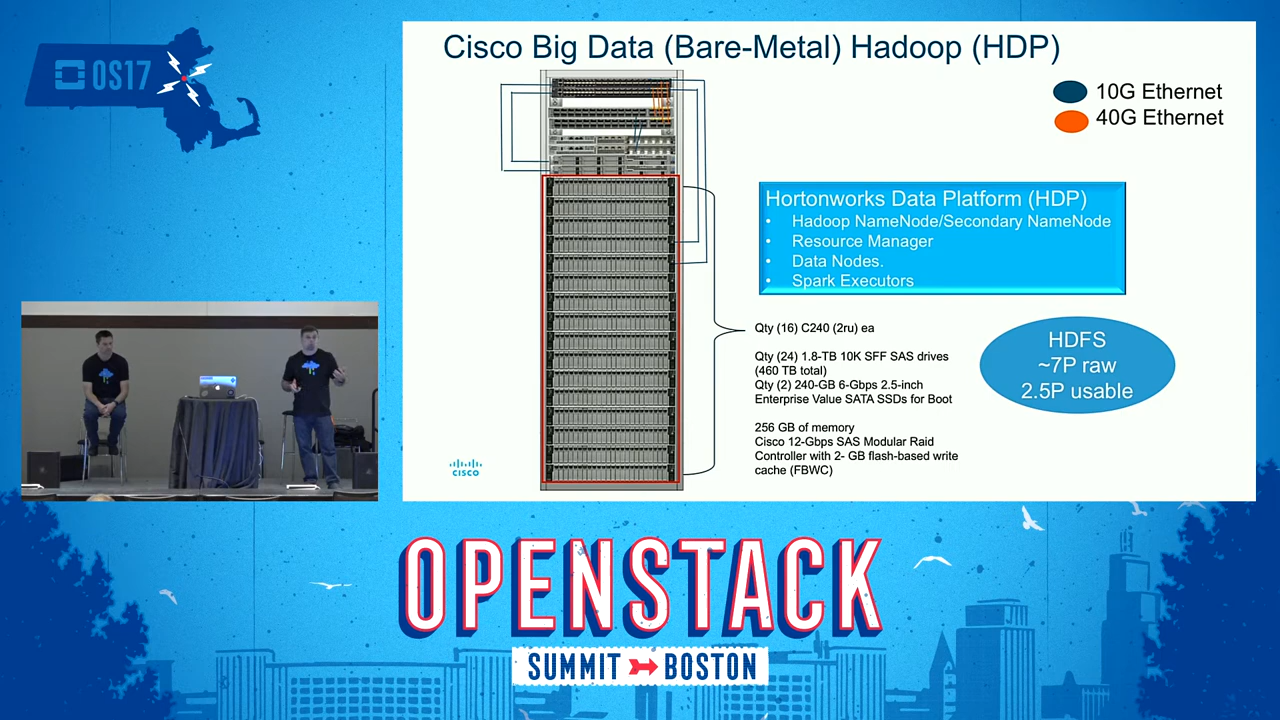 OS17
Cisco Big Data (Bare-Metal) Hadoop (HDP)
10G Ethernet
40G Ethernet
Hortonworks Data Platform (HDP)
• Hadoop NameNode/Secondary NameNode
• Resource Manager
• Data Nodes.
• Spark Executors
Qty (16) C240 (2ru) ea
Qty (24) 1.8-TB 10K SFF SAS drives
(460 TB total)
Qty (2) 240-GB 6-Gbps 2.5-inch
Enterprise Value SATA SSDs for Boot
256 GB of memory
Cisco 12-Gbps SAS Modular Raid
Controller with 2- GB flash-based write
cache (FBWC)
HDFS
~7P raw
2.5P usable
CISCO
OPENSTACK
SUMMIT BOSTON